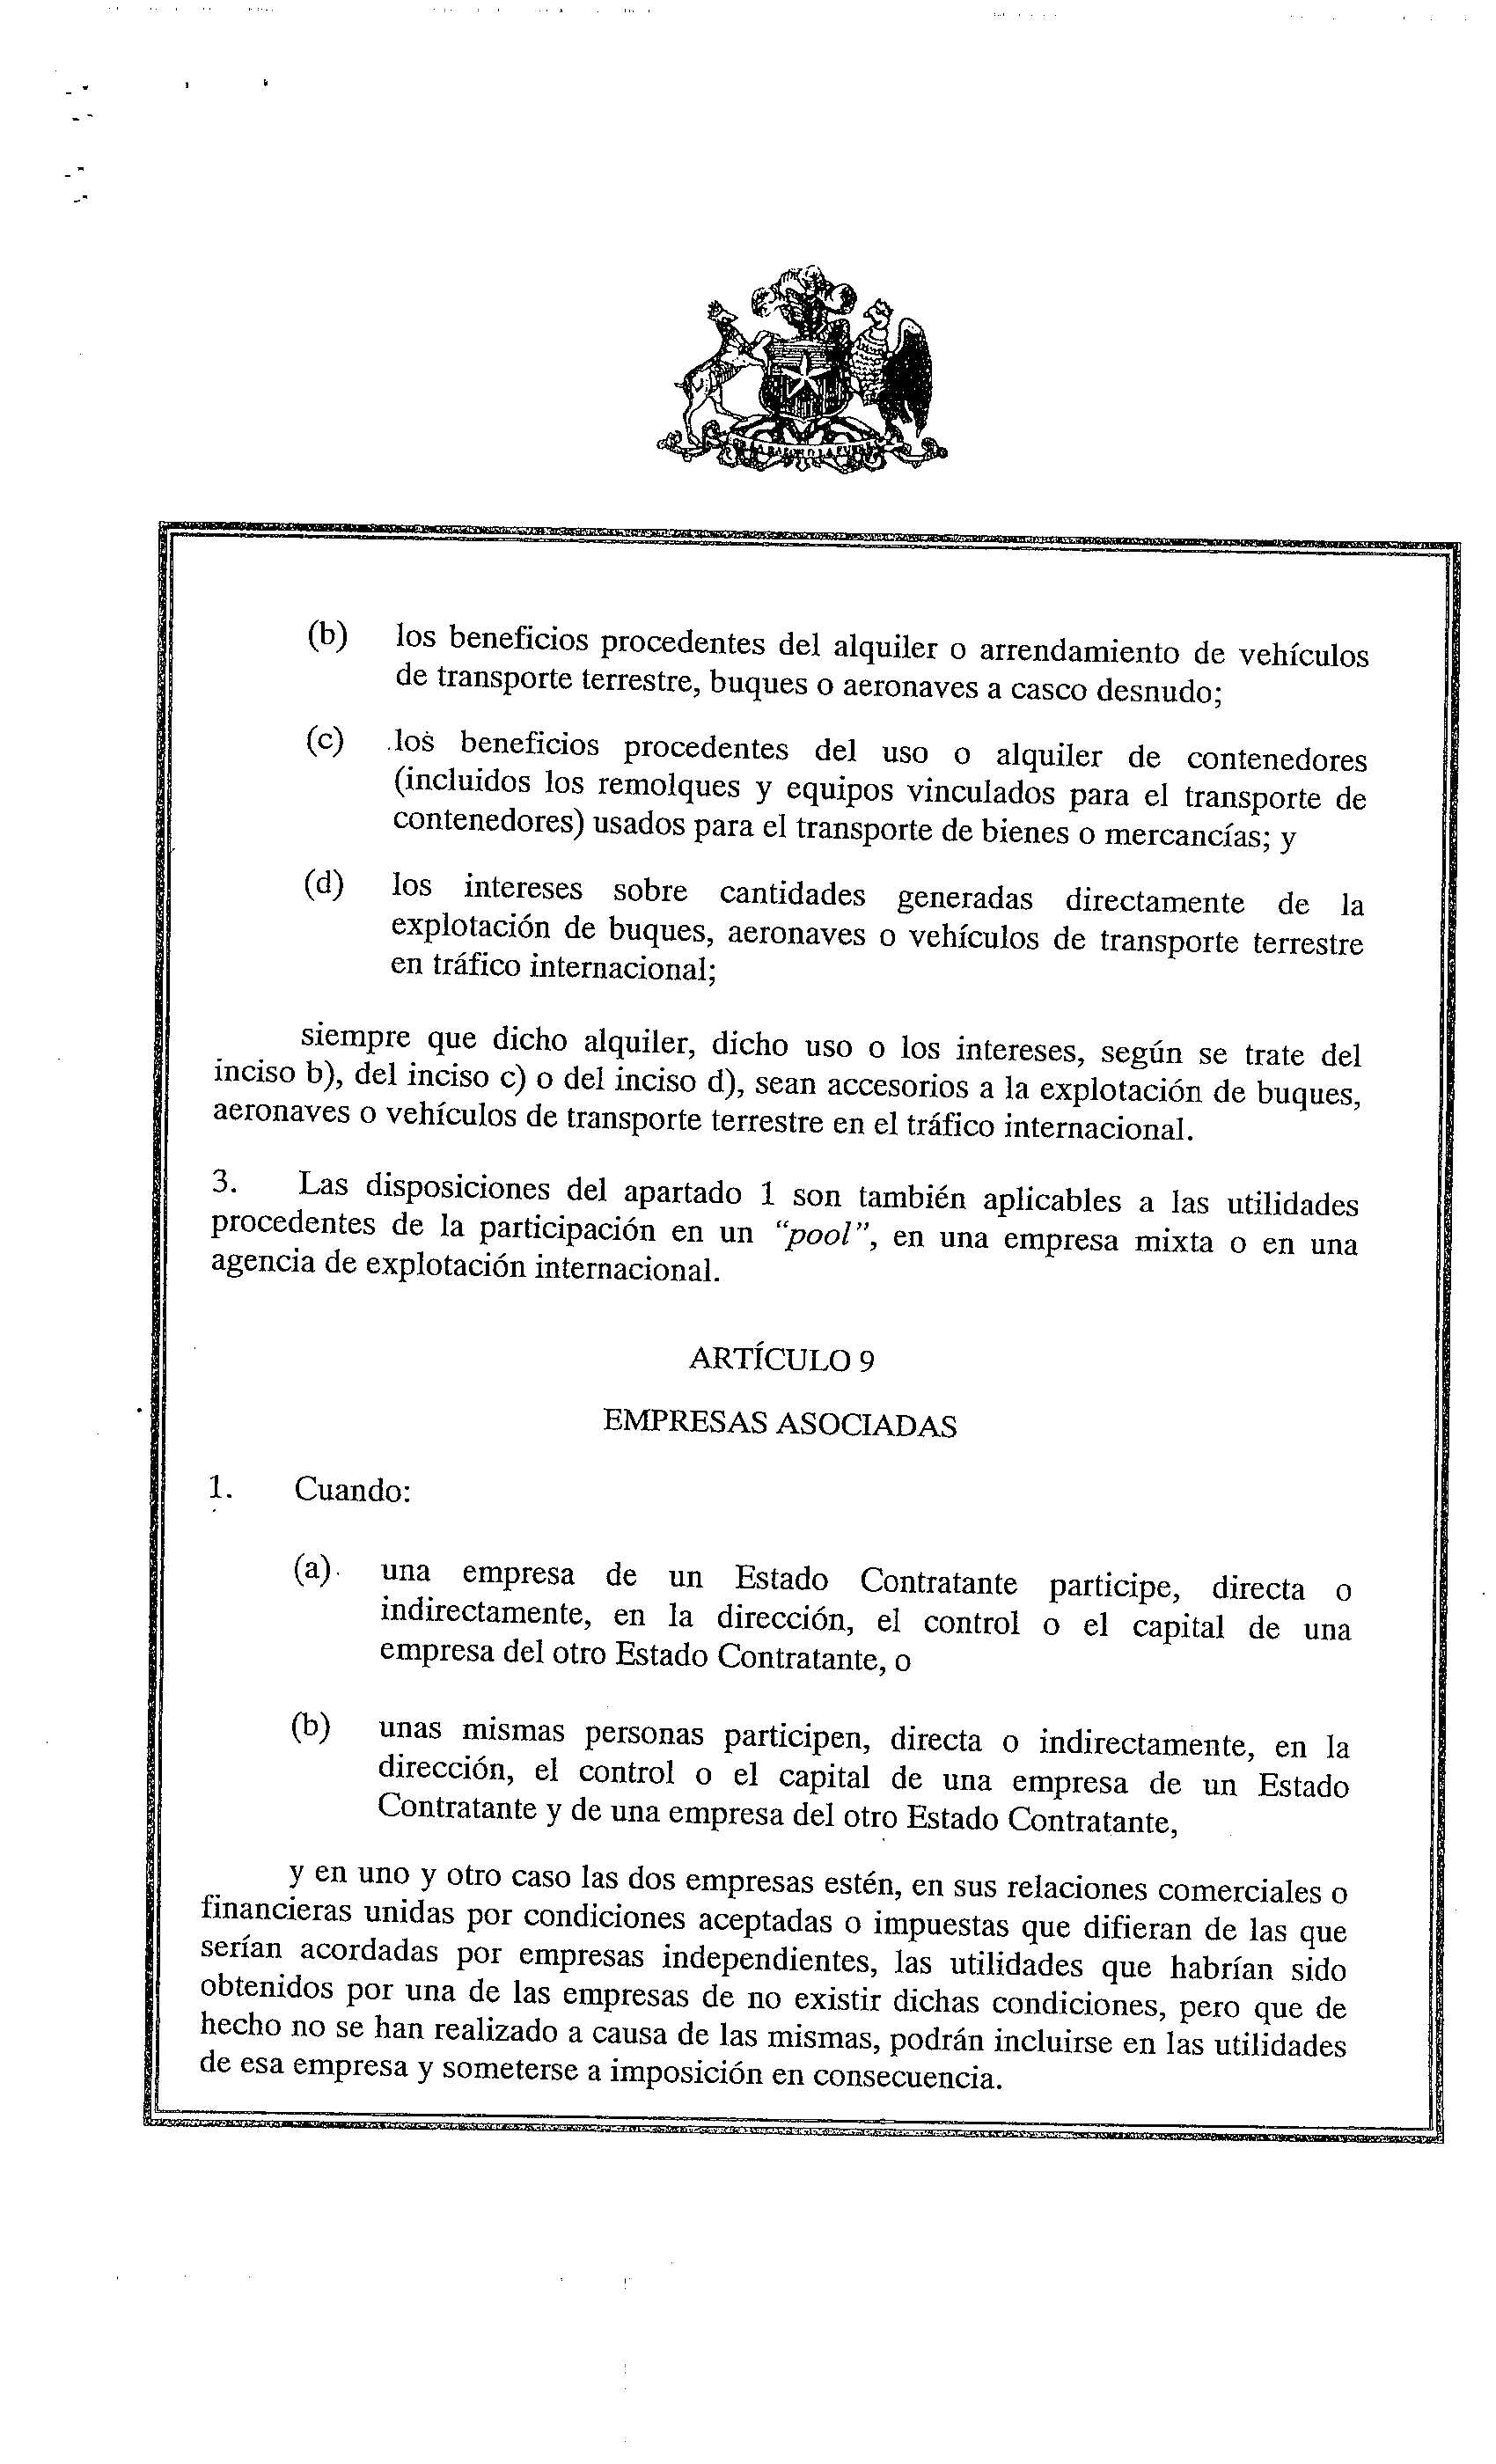 (b) los beneficios procedentes del alquiler o arrendamiento de vehículos
de transporte terrestre, buques o aeronaves a casco desnudo;
(c) los beneficios procedentes del uso o alquiler de contenedores
(incluidos los remolques y equipos vinculados para el transporte de
contenedores) usados para el transporte de bienes o mercancías; y
(d) los intereses sobre cantidades generadas directamente de la
explotación de buques, aeronaves o vehículos de transporte terrestre
en tráfico internacional;
siempre que dicho alquiler, dicho uso o los intereses, según se trate del
inciso b), del inciso c) o del inciso d), sean accesorios a la explotación de buques,
aeronaves o vehículos de transporte terrestre en el tráfico internacional.
3. Las disposiciones del apartado 1 son también aplicables a las utilidades
procedentes de la participación en un “pool”, en una empresa mixta o en una
agencia de explotación internacional.
ARTÍCULO 9
EMPRESAS ASOCIADAS
1. Cuando:
(a) una empresa de un Estado Contratante participe, directa o
indirectamente, en la dirección, el control o el capital de una
empresa del otro Estado Contratante, o
(b) unas mismas personas participen, directa o indirectamente, en la
dirección, el control o el capital de una empresa de un Estado
Contratante y de una empresa del otro Estado Contratante,
y en uno y otro caso las dos empresas estén, en sus relaciones comerciales o
financieras unidas por condiciones aceptadas o impuestas que difieran de las que
serían acordadas por empresas independientes, las utilidades que habrían sido
obtenidos por una de las empresas de no existir dichas condiciones, pero que de
hecho no se han realizado a causa de las mismas, podrán incluirse en las utilidades
de esa empresa y someterse a imposición en consecuencia.